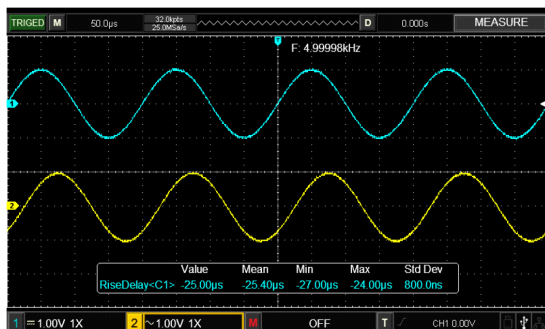 TRIGED M 50.0μs 32.0kpts D 0.000s MEASURE
25.0MSa/s
T
F: 4.99998kHz
1
2
Value Mean Min Max Std Dev
RiseDelay<C1> -25.00μs -25.40μs -27.00μs -24.00μs 800.0ns
1 1.00V 1X 2 1.00V 1X M OFF T CH1 0.00V